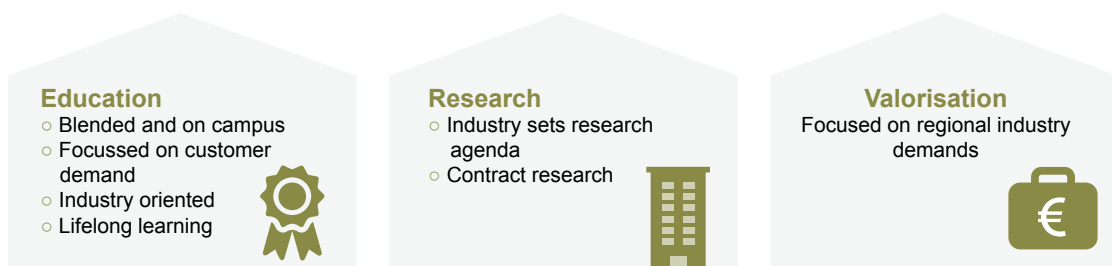 Education
○ Blended and on campus
○ Focussed on customer
demand
○ Industry oriented
○ Lifelong learning
Research
○ Industry sets research
agenda
○ Contract research
Valorisation
Focused on regional industry
demands
€